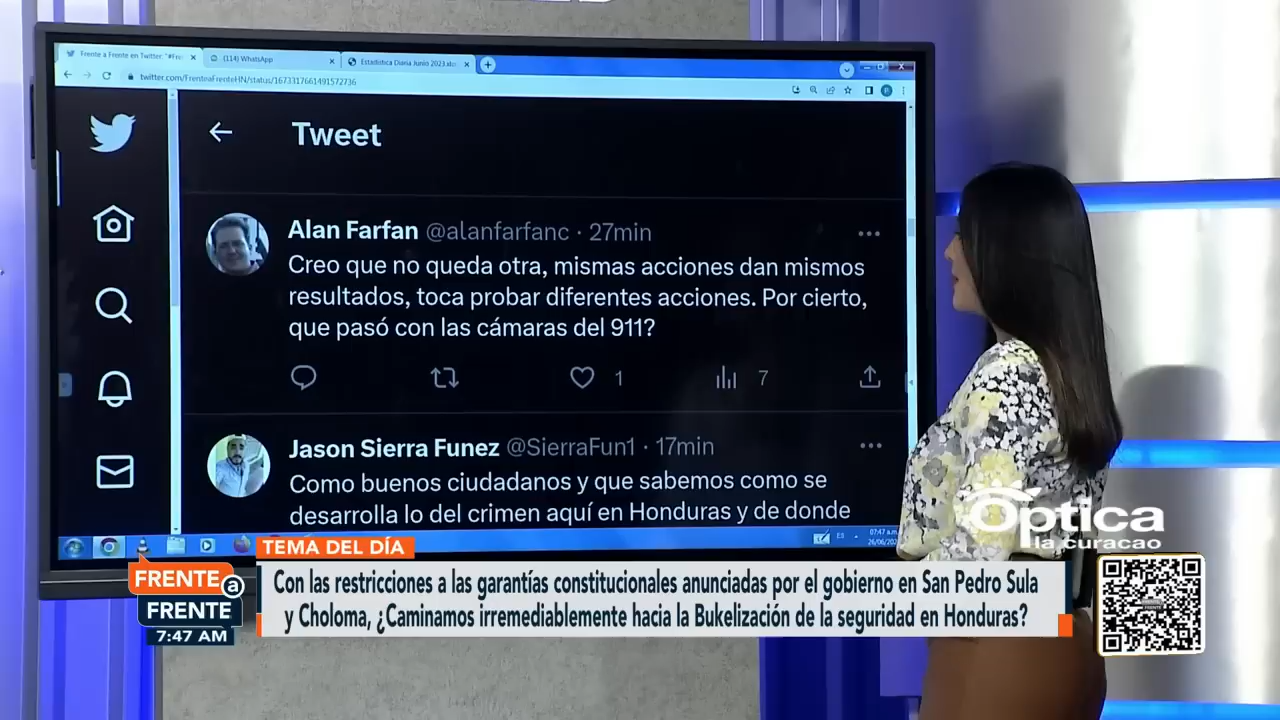 Frente a Frente en Twitter: "#Fre
(114) WhatsApp
Estadística Diaria Junio 2023.xls
twitter.com/FrenteaFrenteHN/status/1673317661491572736
Tweet
Alan Farfan @alanfarfanc · 27min
Creo que no queda otra, mismas acciones dan mismos
resultados, toca probar diferentes acciones. Por cierto,
que pasó con las cámaras del 911?
1
7
Jason Sierra Funez @SierraFun1 · 17min
Como buenos ciudadanos y que sabemos como se
desarrolla lo del crimen aquí en Honduras y de donde
ES
07:47 a.m.
Óptica
la curacao
TEMA DEL DÍA
FRENTE
a
FRENTE
7:47 AM
Con las restricciones a las garantías constitucionales anunciadas por el gobierno en San Pedro Sula
y Choloma, ¿Caminamos irremediablemente hacia la Bukelización de la seguridad en Honduras?